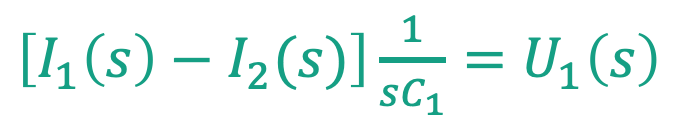 [I₁(s) − I₂(s)] 1/sC₁ = U₁(s)